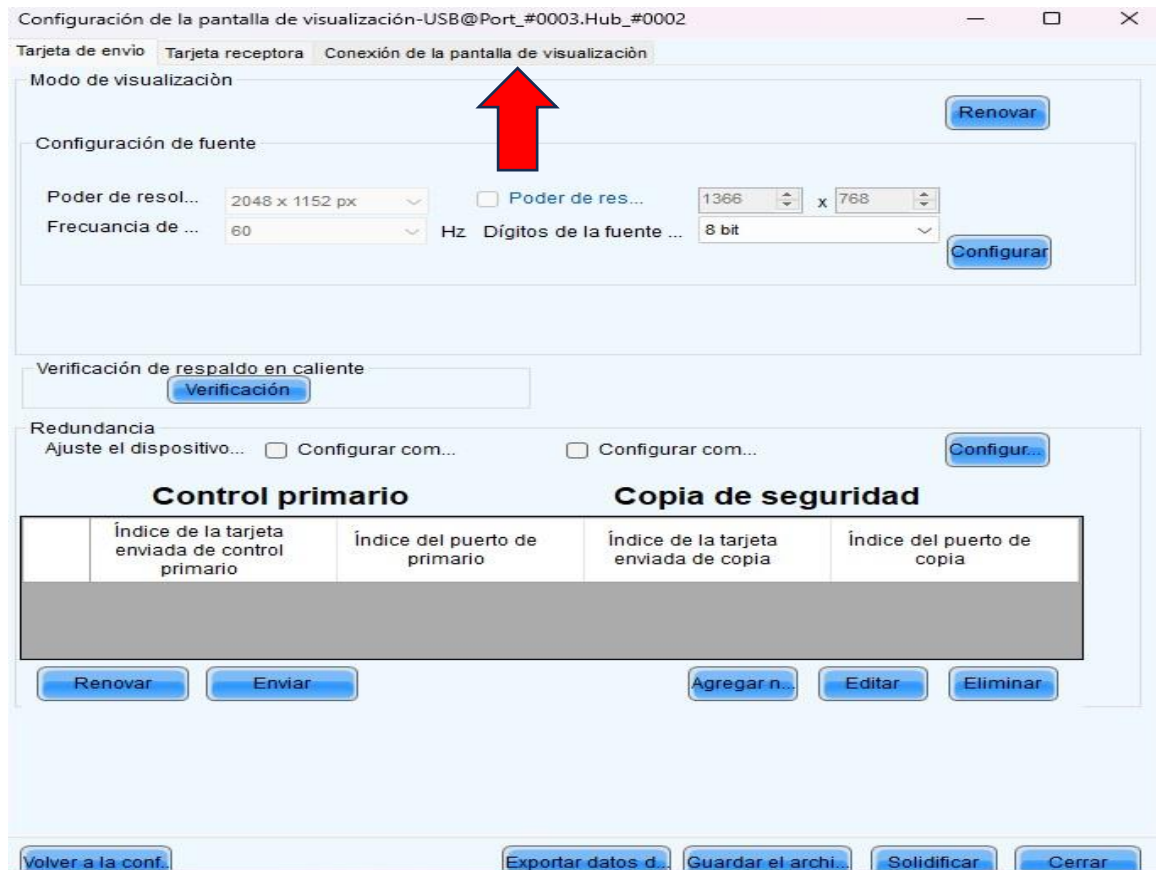 Configuración de la pantalla de visualización-USB@Port_#0003.Hub_#0002
Tarjeta de envio Tarjeta receptora Conexión de la pantalla de visualizaciòn
Modo de visualizaciòn
Renovar
Configuración de fuente
Poder de resol... 2048 x 1152 px Poder de res... 1366 x 768
Frecuancia de ... 60 Hz Dígitos de la fuente ... 8 bit
Configurar
Verificación de respaldo en caliente
Verificación
Redundancia
Ajuste el dispositivo... Configurar com... Configurar com... Configur...
Control primario Copia de seguridad
Índice de la tarjeta enviada de control primario Índice del puerto de primario Índice de la tarjeta enviada de copia Índice del puerto de copia
Renovar Enviar Agregar n... Editar Eliminar
Volver a la conf.. Exportar datos d... Guardar el archi... Solidificar Cerrar